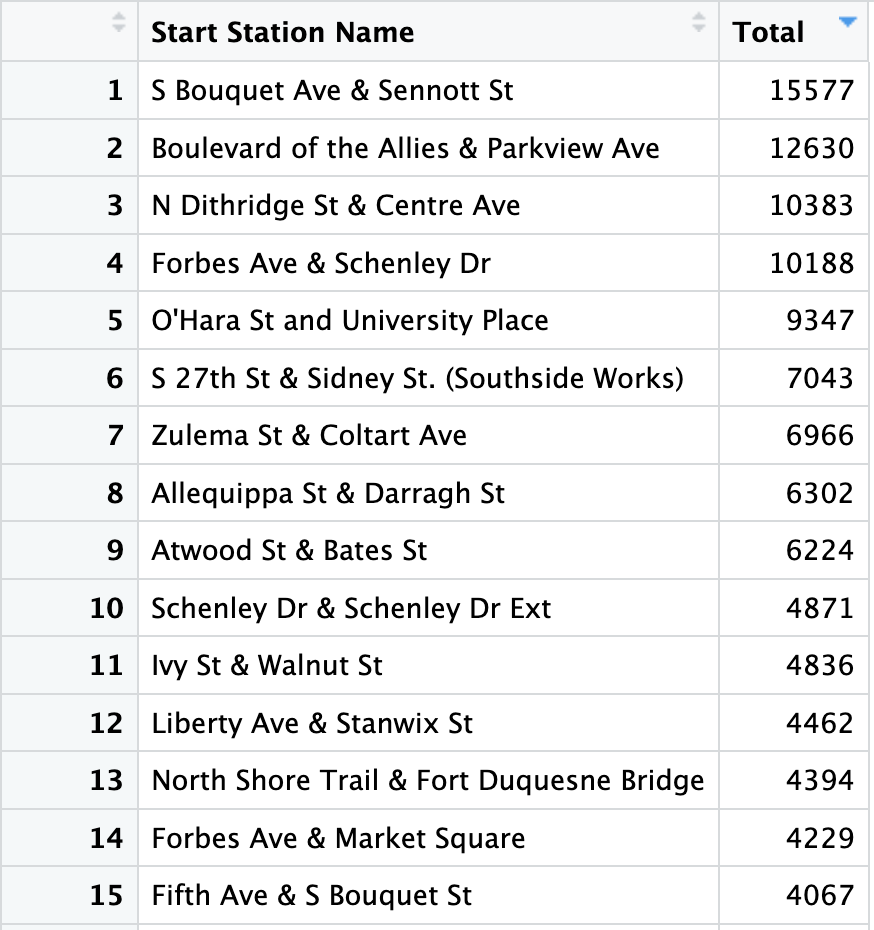 Start Station Name Total
1 S Bouquet Ave & Sennott St 15577
2 Boulevard of the Allies & Parkview Ave 12630
3 N Dithridge St & Centre Ave 10383
4 Forbes Ave & Schenley Dr 10188
5 O'Hara St and University Place 9347
6 S 27th St & Sidney St. (Southside Works) 7043
7 Zulema St & Coltart Ave 6966
8 Allequippa St & Darragh St 6302
9 Atwood St & Bates St 6224
10 Schenley Dr & Schenley Dr Ext 4871
11 Ivy St & Walnut St 4836
12 Liberty Ave & Stanwix St 4462
13 North Shore Trail & Fort Duquesne Bridge 4394
14 Forbes Ave & Market Square 4229
15 Fifth Ave & S Bouquet St 4067